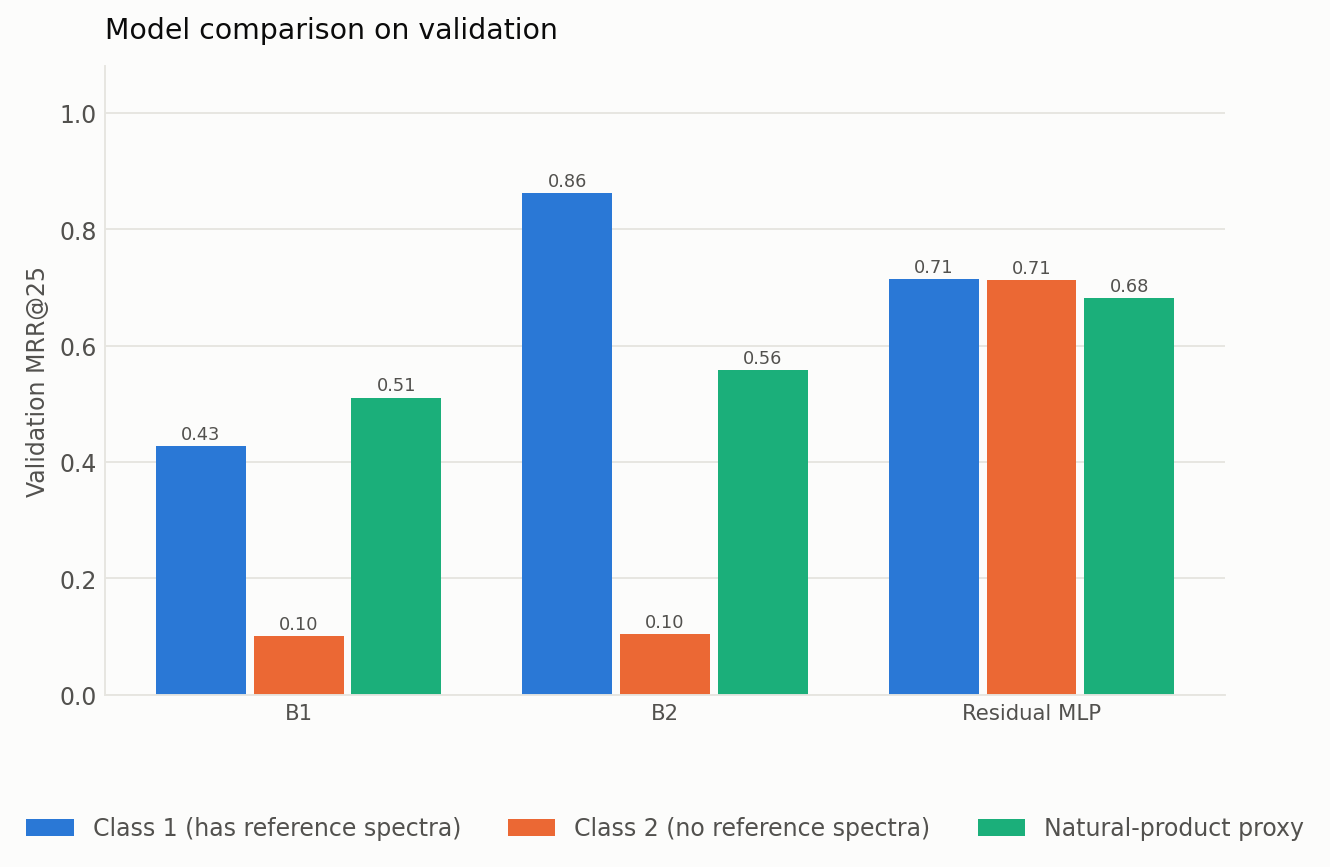 Model comparison on validation
Validation MRR@25
1.0
0.8
0.6
0.4
0.2
0.0
0.43
0.10
0.51
0.86
0.10
0.56
0.71
0.71
0.68
B1
B2
Residual MLP
Class 1 (has reference spectra)
Class 2 (no reference spectra)
Natural-product proxy